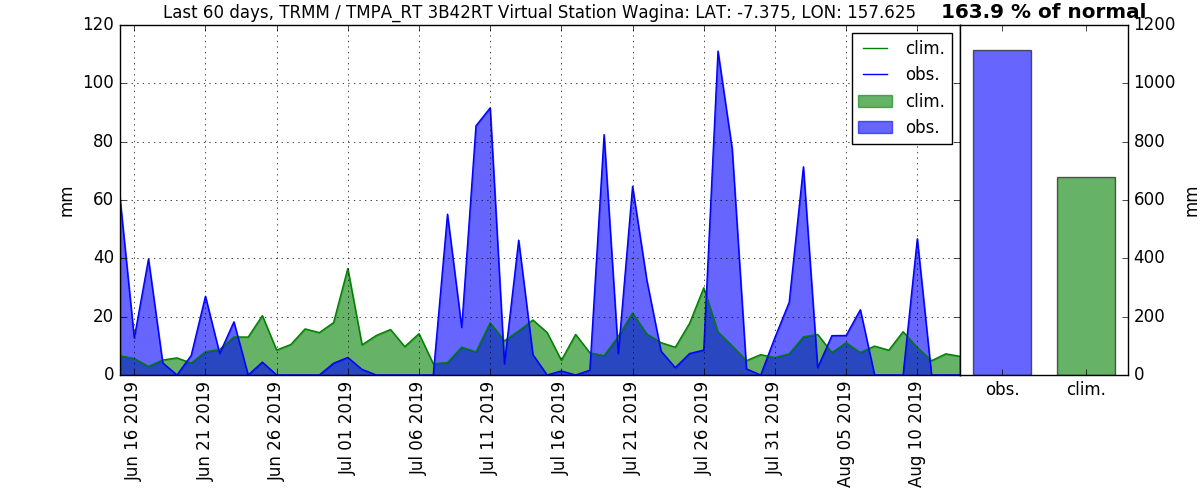 Last 60 days, TRMM / TMPA_RT 3B42RT Virtual Station Wagina: LAT: -7.375, LON: 157.625
163.9 % of normal
120
100
80
60
40
20
0
mm
clim.
obs.
clim.
obs.
1200
1000
800
600
400
200
0
mm
Jun 16 2019
Jun 21 2019
Jun 26 2019
Jul 01 2019
Jul 06 2019
Jul 11 2019
Jul 16 2019
Jul 21 2019
Jul 26 2019
Jul 31 2019
Aug 05 2019
Aug 10 2019
obs.
clim.